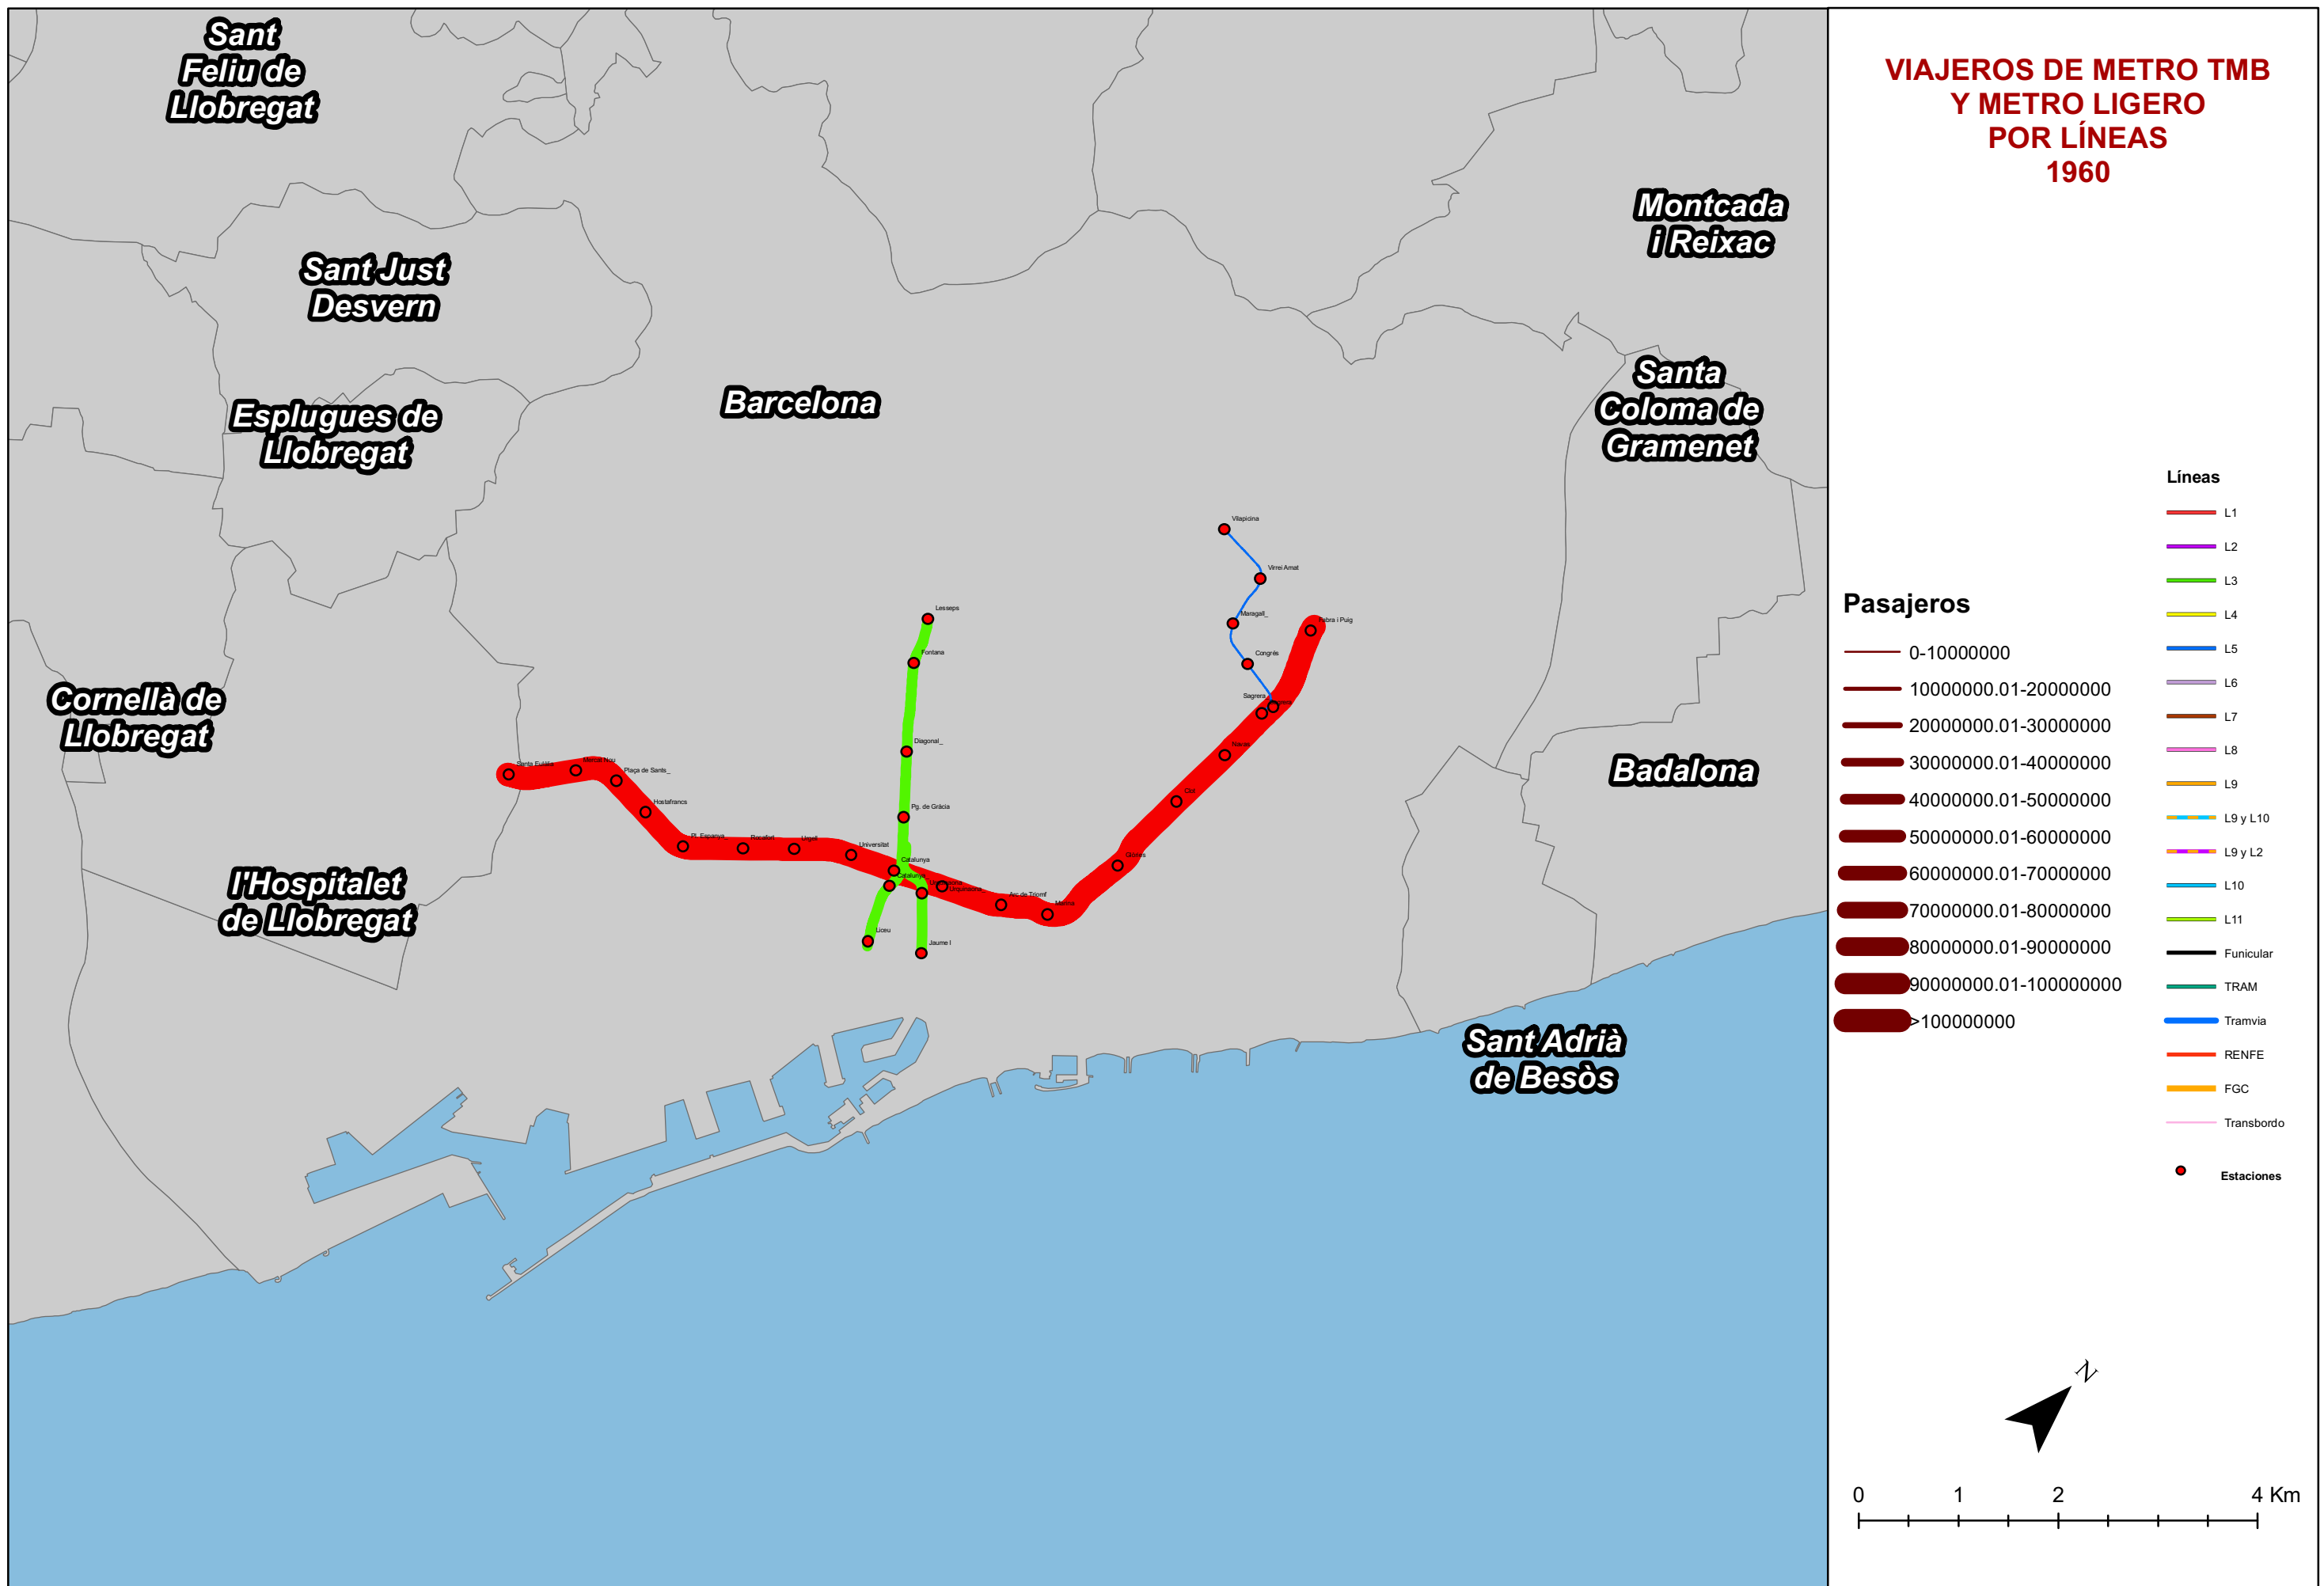 Sant
Feliu de
Llobregat
VIAJEROS DE METRO TMB
Y METRO LIGERO
POR LÍNEAS
1960
Montcada
i Reixac
Sant Just
Desvern
Santa
Coloma de
Gramenet
Barcelona
Esplugues de
Llobregat
Cornellà de
Llobregat
Badalona
l'Hospitalet
de Llobregat
Sant Adrià
de Besòs
Vilapicina
Virrei Amat
Maragall_
Congrés
Sagrera
Fabra i Puig
Navas
Clot
Glòries
Marina
Arc de Triomf
Urquinaona
Urquinaona
Catalunya
Catalunya
Universitat
Urgell
Rocafort
Pl. Espanya
Hostafrancs
Plaça de Sants_
Mercat Nou
Santa Eulàlia
Lesseps
Fontana
Diagonal_
Pg. de Gràcia
Liceu
Jaume I
Pasajeros
0-10000000
10000000.01-20000000
20000000.01-30000000
30000000.01-40000000
40000000.01-50000000
50000000.01-60000000
60000000.01-70000000
70000000.01-80000000
80000000.01-90000000
90000000.01-100000000
>100000000
Líneas
L1
L2
L3
L4
L5
L6
L7
L8
L9
L9 y L10
L9 y L2
L10
L11
Funicular
TRAM
Tramvia
RENFE
FGC
Transbordo
Estaciones
N
0 1 2 4 Km